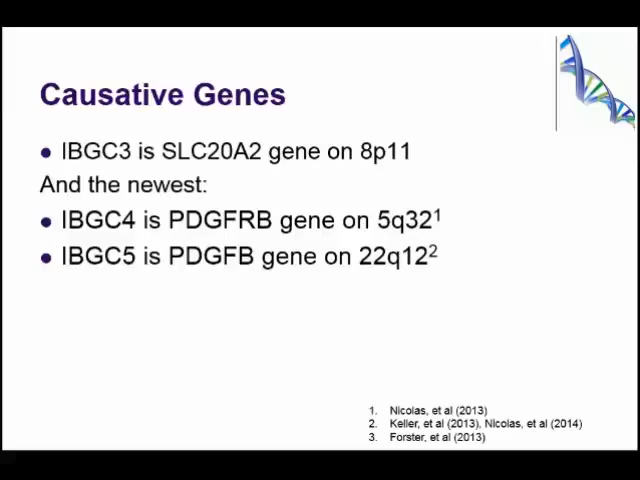 Causative Genes
● IBGC3 is SLC20A2 gene on 8p11
And the newest:
● IBGC4 is PDGFRB gene on 5q32¹
● IBGC5 is PDGFB gene on 22q12²
1. Nicolas, et al (2013)
2. Keller, et al (2013), Nicolas, et al (2014)
3. Forster, et al (2013)